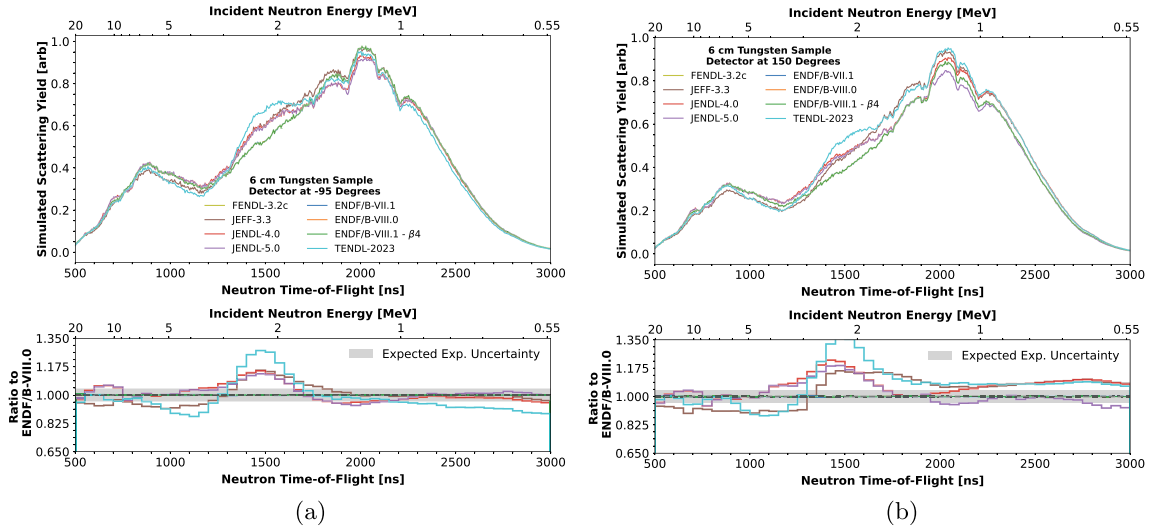 Incident Neutron Energy [MeV]
20 10 5 2 1 0.55
Simulated Scattering Yield [arb]
1.0
0.8
0.6
0.4
0.2
0.0
6 cm Tungsten Sample
Detector at -95 Degrees
FENDL-3.2c ENDF/B-VII.1
JEFF-3.3 ENDF/B-VIII.0
JENDL-4.0 ENDF/B-VIII.1 - β4
JENDL-5.0 TENDL-2023
500 1000 1500 2000 2500 3000
Neutron Time-of-Flight [ns]
Incident Neutron Energy [MeV]
20 10 5 2 1 0.55
Ratio to
ENDF/B-VIII.0
1.350
1.175
1.000
0.825
0.650
Expected Exp. Uncertainty
500 1000 1500 2000 2500 3000
Neutron Time-of-Flight [ns]
(a)
Incident Neutron Energy [MeV]
20 10 5 2 1 0.55
Simulated Scattering Yield [arb]
1.0
0.8
0.6
0.4
0.2
0.0
6 cm Tungsten Sample
Detector at 150 Degrees
FENDL-3.2c ENDF/B-VII.1
JEFF-3.3 ENDF/B-VIII.0
JENDL-4.0 ENDF/B-VIII.1 - β4
JENDL-5.0 TENDL-2023
500 1000 1500 2000 2500 3000
Neutron Time-of-Flight [ns]
Incident Neutron Energy [MeV]
20 10 5 2 1 0.55
Ratio to
ENDF/B-VIII.0
1.350
1.175
1.000
0.825
0.650
Expected Exp. Uncertainty
500 1000 1500 2000 2500 3000
Neutron Time-of-Flight [ns]
(b)